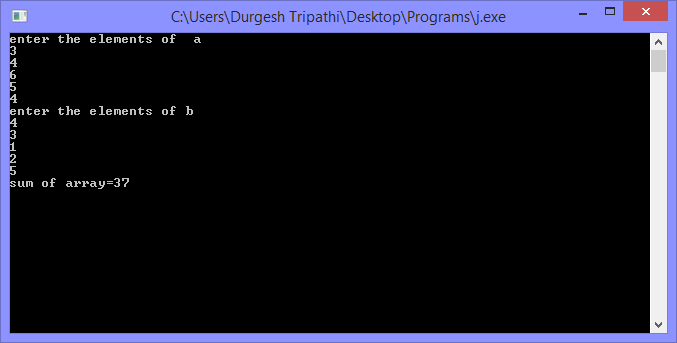 C:\Users\Durgesh Tripathi\Desktop\Programs\j.exe
enter the elements of  a
3
4
6
5
4
enter the elements of b
4
3
1
2
5
sum of array=37